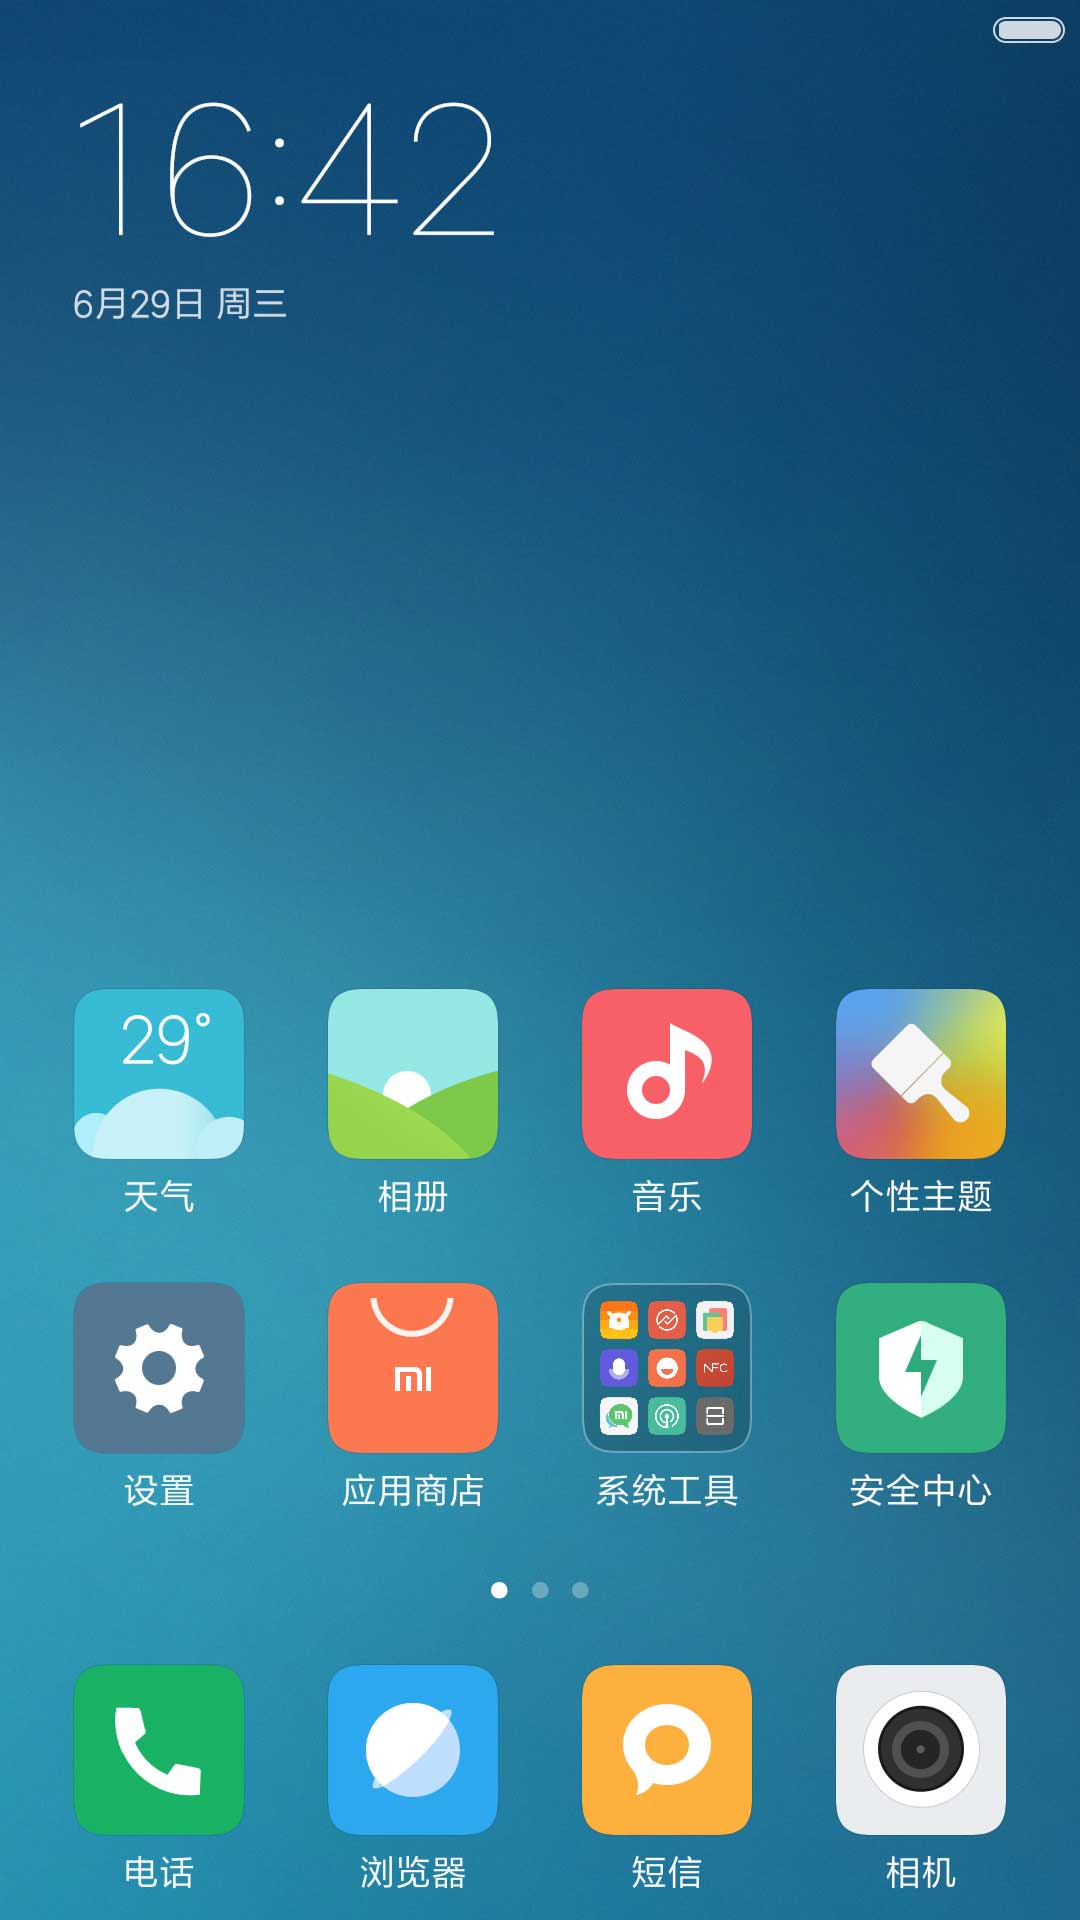 16:42
6月29日 周三
29°
天气
相册
音乐
个性主题
mi
NFC
mi
设置
应用商店
系统工具
安全中心
电话
浏览器
短信
相机